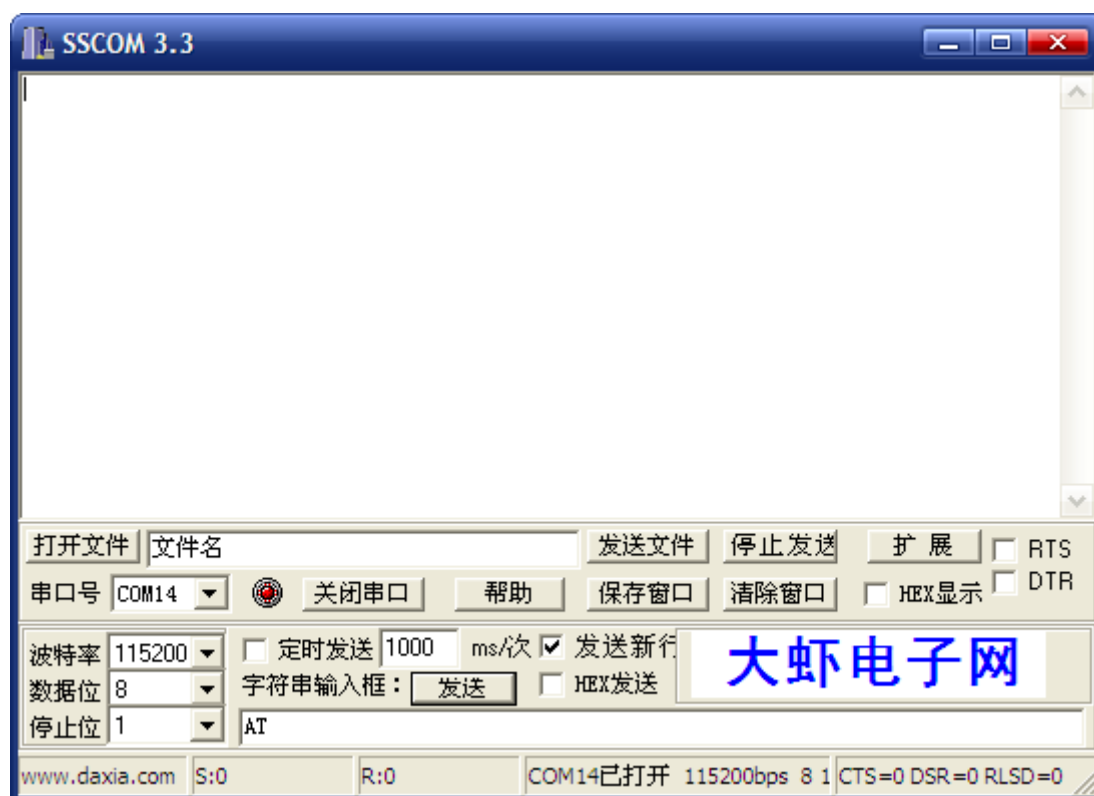 SSCOM 3.3
打开文件 文件名 发送文件 停止发送 扩 展 RTS
串口号 COM14 关闭串口 帮助 保存窗口 清除窗口 HEX显示 DTR
波特率 115200 定时发送 1000 ms/次 发送新行
数据位 8 字符串输入框： 发送 HEX发送 大虾电子网
停止位 1 AT
www.daxia.com S:0 R:0 COM14已打开 115200bps 8 1 CTS=0 DSR=0 RLSD=0